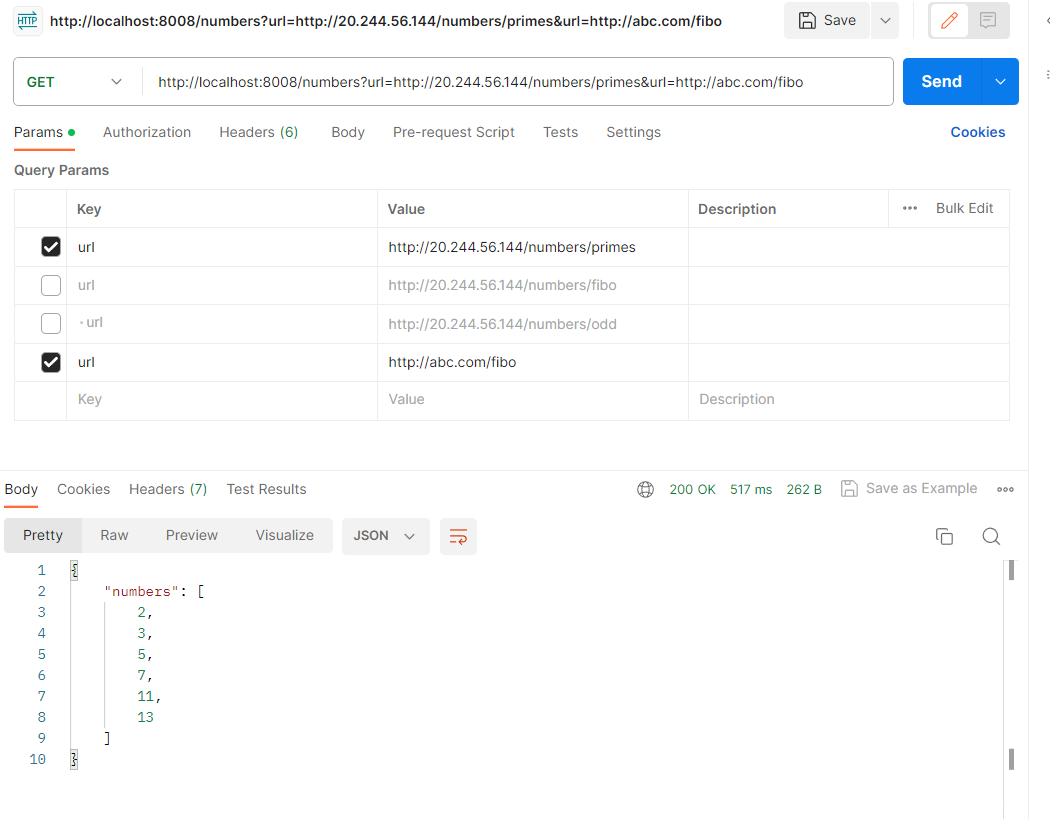 HTTP http://localhost:8008/numbers?url=http://20.244.56.144/numbers/primes&url=http://abc.com/fibo Save
GET http://localhost:8008/numbers?url=http://20.244.56.144/numbers/primes&url=http://abc.com/fibo Send
Params Authorization Headers (6) Body Pre-request Script Tests Settings Cookies
Query Params
Key Value Description ••• Bulk Edit
url http://20.244.56.144/numbers/primes
url http://20.244.56.144/numbers/fibo
url http://20.244.56.144/numbers/odd
url http://abc.com/fibo
Key Value Description
Body Cookies Headers (7) Test Results 200 OK 517 ms 262 B Save as Example
Pretty Raw Preview Visualize JSON
1 {
2 "numbers": [
3 2,
4 3,
5 5,
6 7,
7 11,
8 13
9 ]
10 }